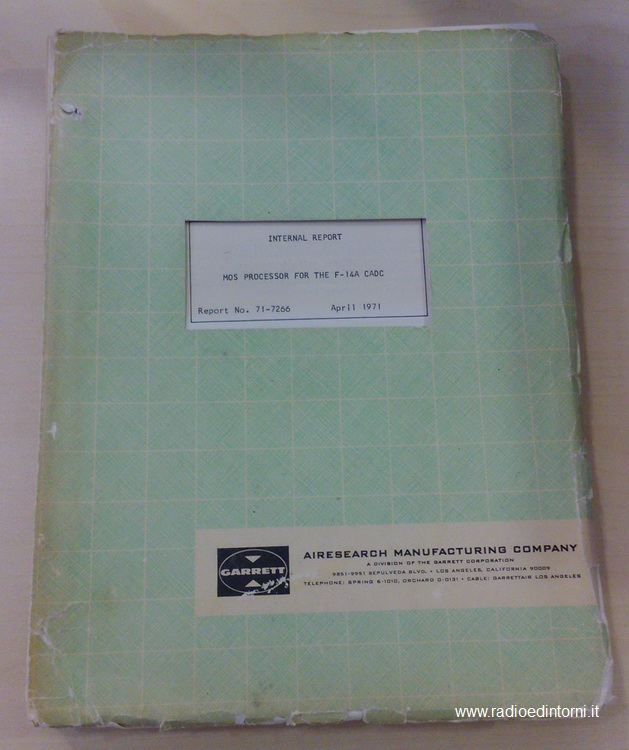 INTERNAL REPORT
MOS PROCESSOR FOR THE F-14A CADC
Report No. 71-7266 April 1971
GARRETT
AIRESEARCH MANUFACTURING COMPANY
A DIVISION OF THE GARRETT CORPORATION
9851-9951 SEPULVEDA BLVD. • LOS ANGELES, CALIFORNIA 90009
TELEPHONE: SPRING 6-1010, ORCHARD 0-0131 • CABLE: GARRETTAIR LOS ANGELES
www.radioedintorni.it